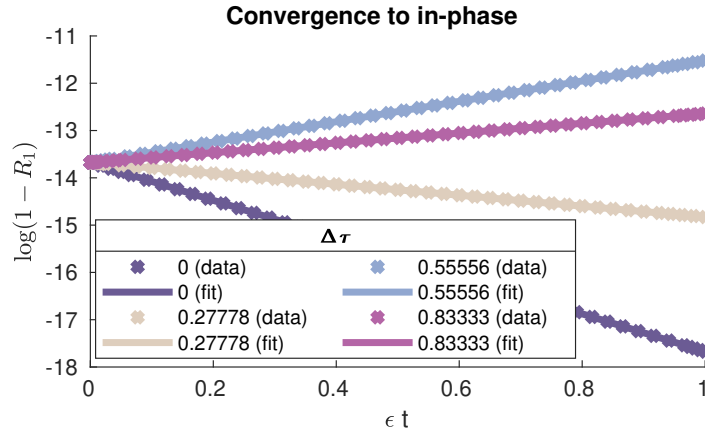 Convergence to in-phase
-11
-12
-13
-14
-15
-16
-17
-18
log(1 − R₁)
Δτ
0 (data)
0 (fit)
0.27778 (data)
0.27778 (fit)
0.55556 (data)
0.55556 (fit)
0.83333 (data)
0.83333 (fit)
0 0.2 0.4 0.6 0.8 1
ϵ t